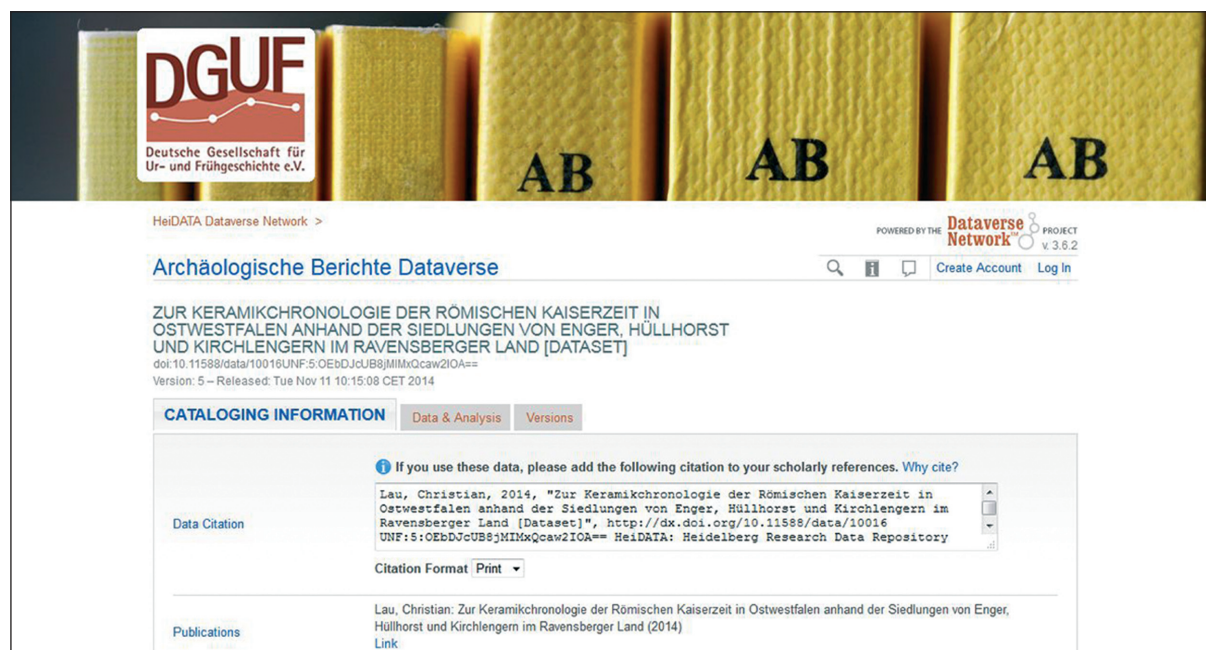 DGUF
Deutsche Gesellschaft für
Ur- und Frühgeschichte e.V.
AB
AB
AB
HeiDATA Dataverse Network >
POWERED BY THE Dataverse Network™ PROJECT
v. 3.6.2
Archäologische Berichte Dataverse
Create Account Log In
ZUR KERAMIKCHRONOLOGIE DER RÖMISCHEN KAISERZEIT IN
OSTWESTFALEN ANHAND DER SIEDLUNGEN VON ENGER, HÜLLHORST
UND KIRCHLENGERN IM RAVENSBERGER LAND [DATASET]
doi:10.11588/data/10016UNF:5:OEbDJcUB8jMIMxQcaw2IOA==
Version: 5 – Released: Tue Nov 11 10:15:08 CET 2014
CATALOGING INFORMATION Data & Analysis Versions
If you use these data, please add the following citation to your scholarly references. Why cite?
Data Citation
Lau, Christian, 2014, "Zur Keramikchronologie der Römischen Kaiserzeit in
Ostwestfalen anhand der Siedlungen von Enger, Hüllhorst und Kirchlengern im
Ravensberger Land [Dataset]", http://dx.doi.org/10.11588/data/10016
UNF:5:OEbDJcUB8jMIMxQcaw2IOA== HeiDATA: Heidelberg Research Data Repository
Citation Format Print
Publications
Lau, Christian: Zur Keramikchronologie der Römischen Kaiserzeit in Ostwestfalen anhand der Siedlungen von Enger,
Hüllhorst und Kirchlengern im Ravensberger Land (2014)
Link